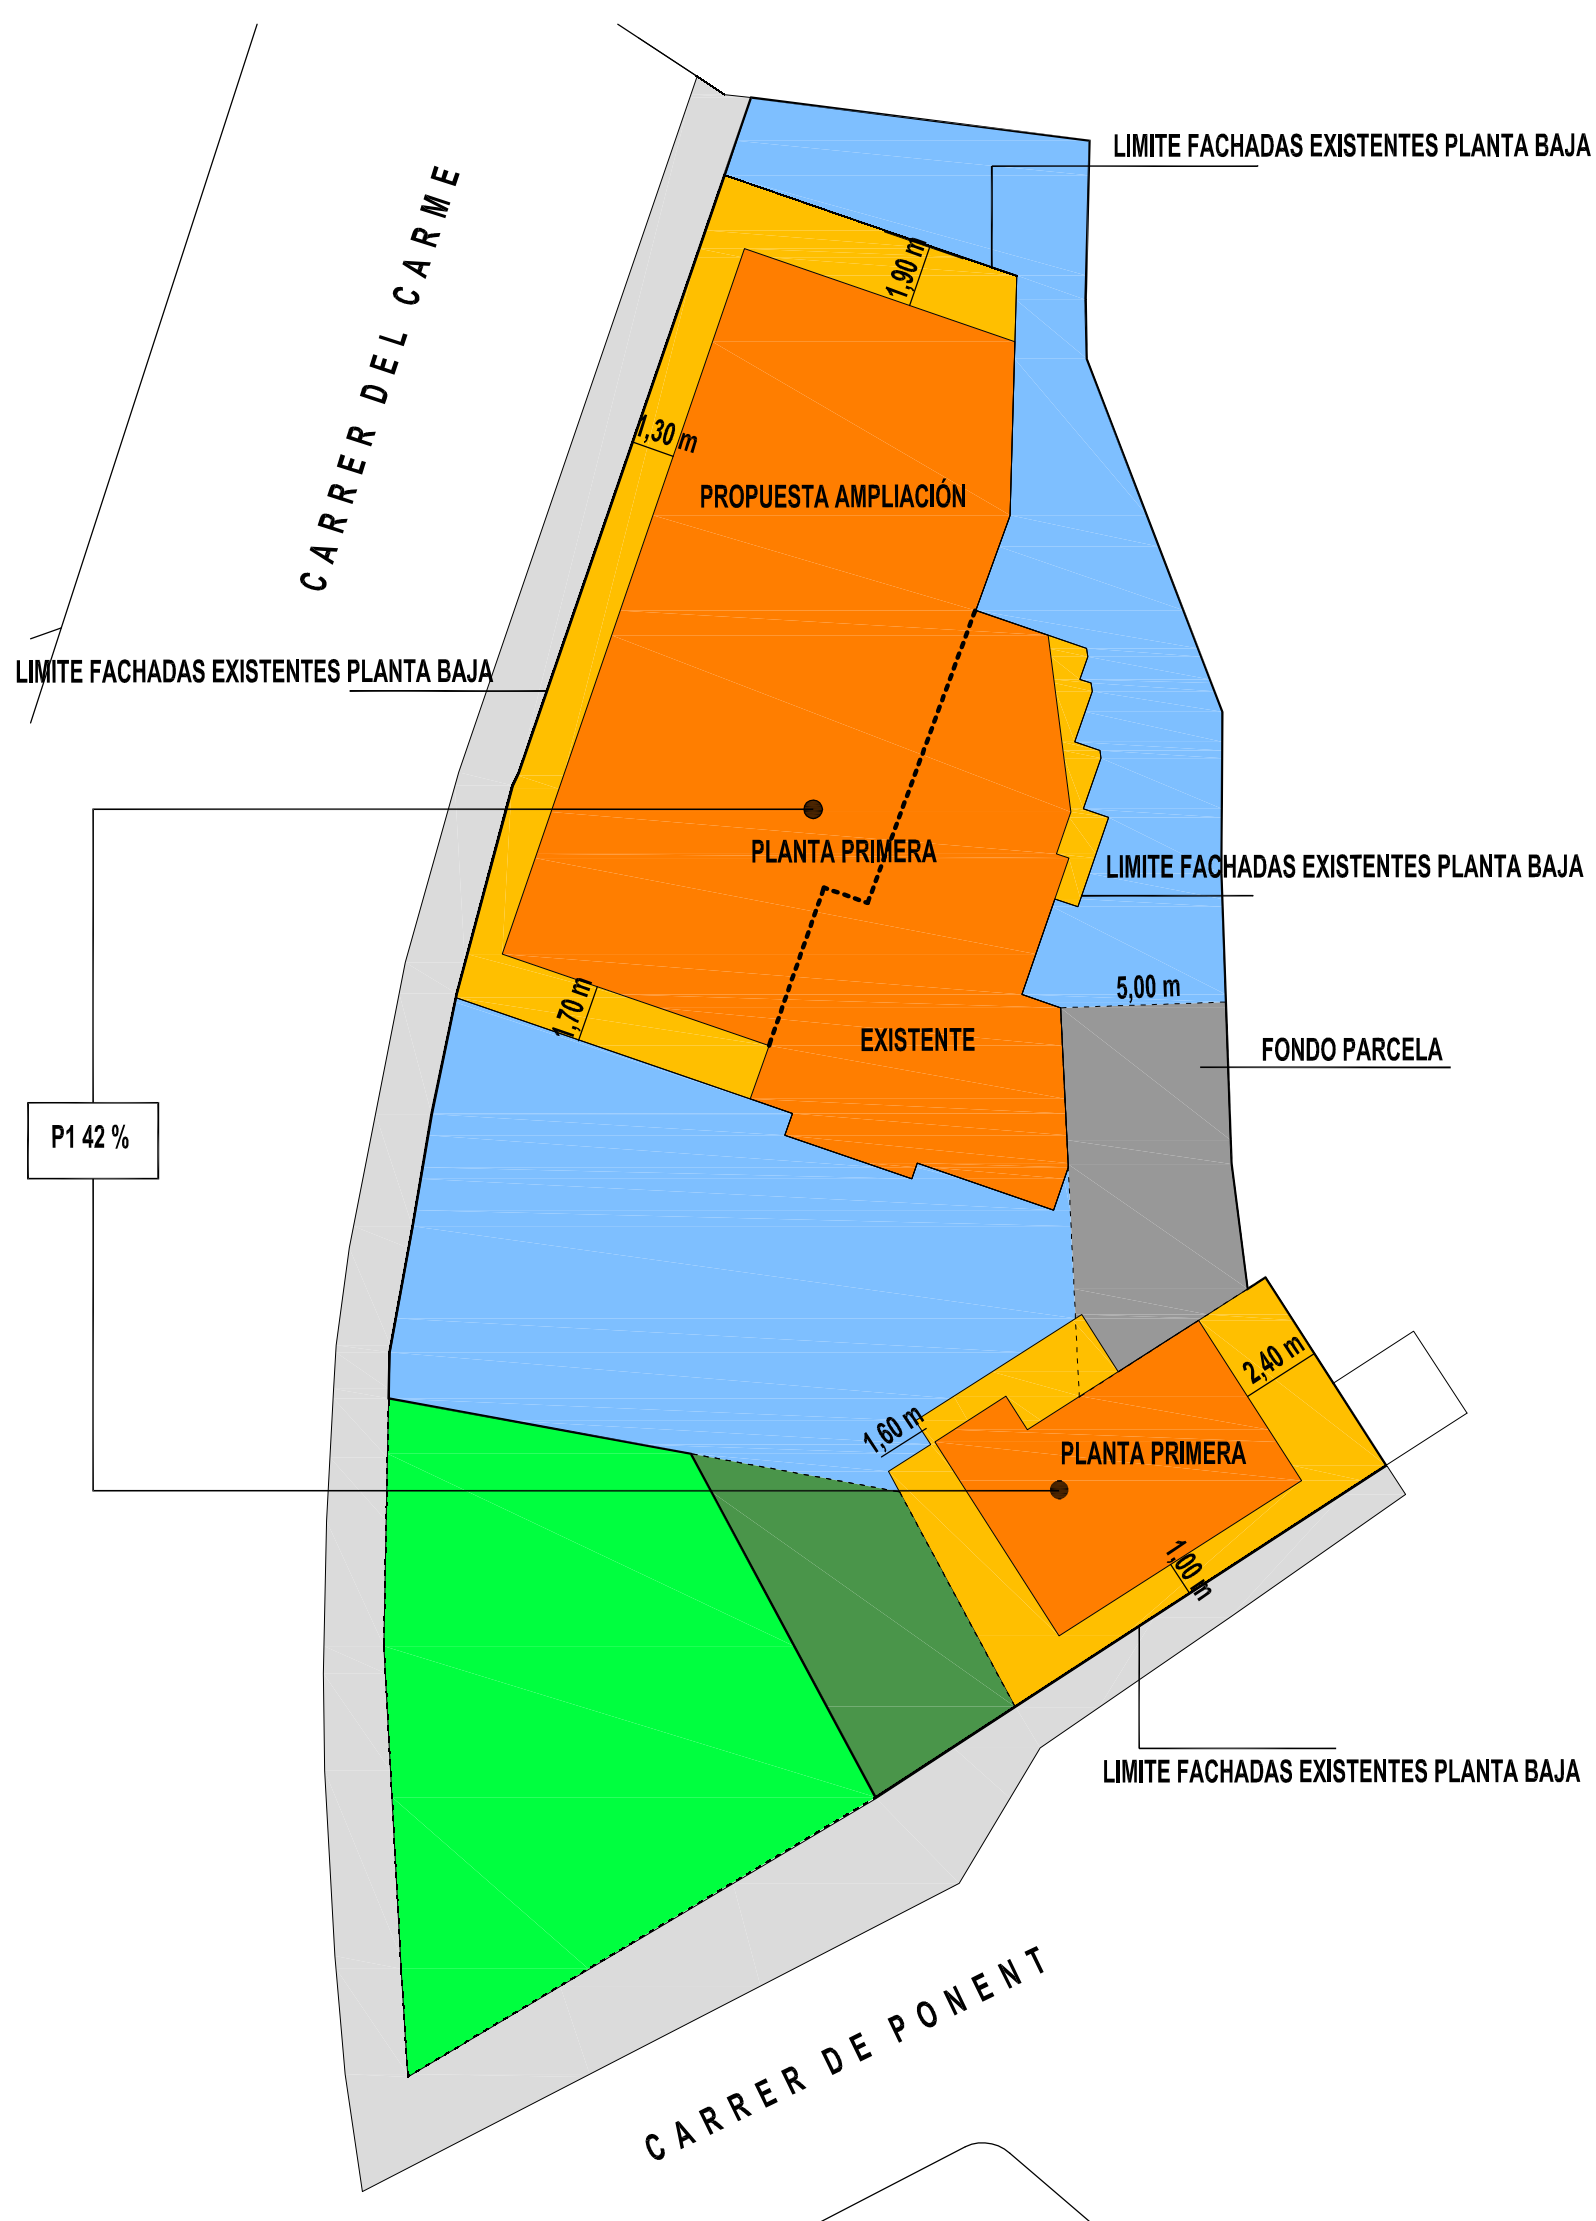 LIMITE FACHADAS EXISTENTES PLANTA BAJA
CARRER DEL CARME
1,90 m
1,30 m
PROPUESTA AMPLIACIÓN
LIMITE FACHADAS EXISTENTES PLANTA BAJA
PLANTA PRIMERA
LIMITE FACHADAS EXISTENTES PLANTA BAJA
5,00 m
1,70 m
EXISTENTE
FONDO PARCELA
P1 42 %
2,40 m
1,60 m
PLANTA PRIMERA
1,00 m
LIMITE FACHADAS EXISTENTES PLANTA BAJA
CARRER DE PONENT